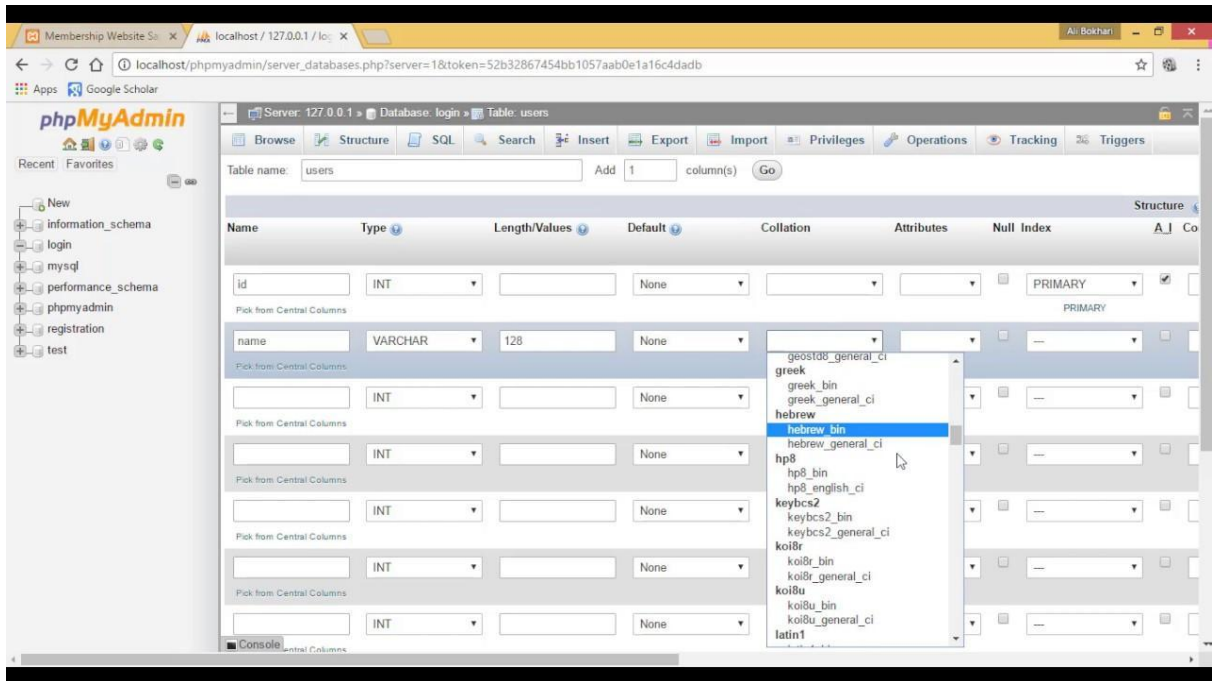 Membership Website Sa
localhost / 127.0.0.1 / log
Ali Bokhari
localhost/phpmyadmin/server_databases.php?server=1&token=52b32867454bb1057aab0e1a16c4dadb
Apps Google Scholar
phpMyAdmin
Recent Favorites
New
information_schema
login
mysql
performance_schema
phpmyadmin
registration
test
Server: 127.0.0.1 » Database: login » Table: users
Browse Structure SQL Search Insert Export Import Privileges Operations Tracking Triggers
Table name: users Add 1 column(s) Go
Structure
Name Type Length/Values Default Collation Attributes Null Index A_I Co
id INT None PRIMARY
Pick from Central Columns PRIMARY
name VARCHAR 128 None ---
Pick from Central Columns
INT None ---
Pick from Central Columns
INT None ---
Pick from Central Columns
INT None ---
Pick from Central Columns
INT None ---
Pick from Central Columns
INT None ---
entral Columns
geostd8_general_ci
greek
greek_bin
greek_general_ci
hebrew
hebrew_bin
hebrew_general_ci
hp8
hp8_bin
hp8_english_ci
keybcs2
keybcs2_bin
keybcs2_general_ci
koi8r
koi8r_bin
koi8r_general_ci
koi8u
koi8u_bin
koi8u_general_ci
latin1
Console